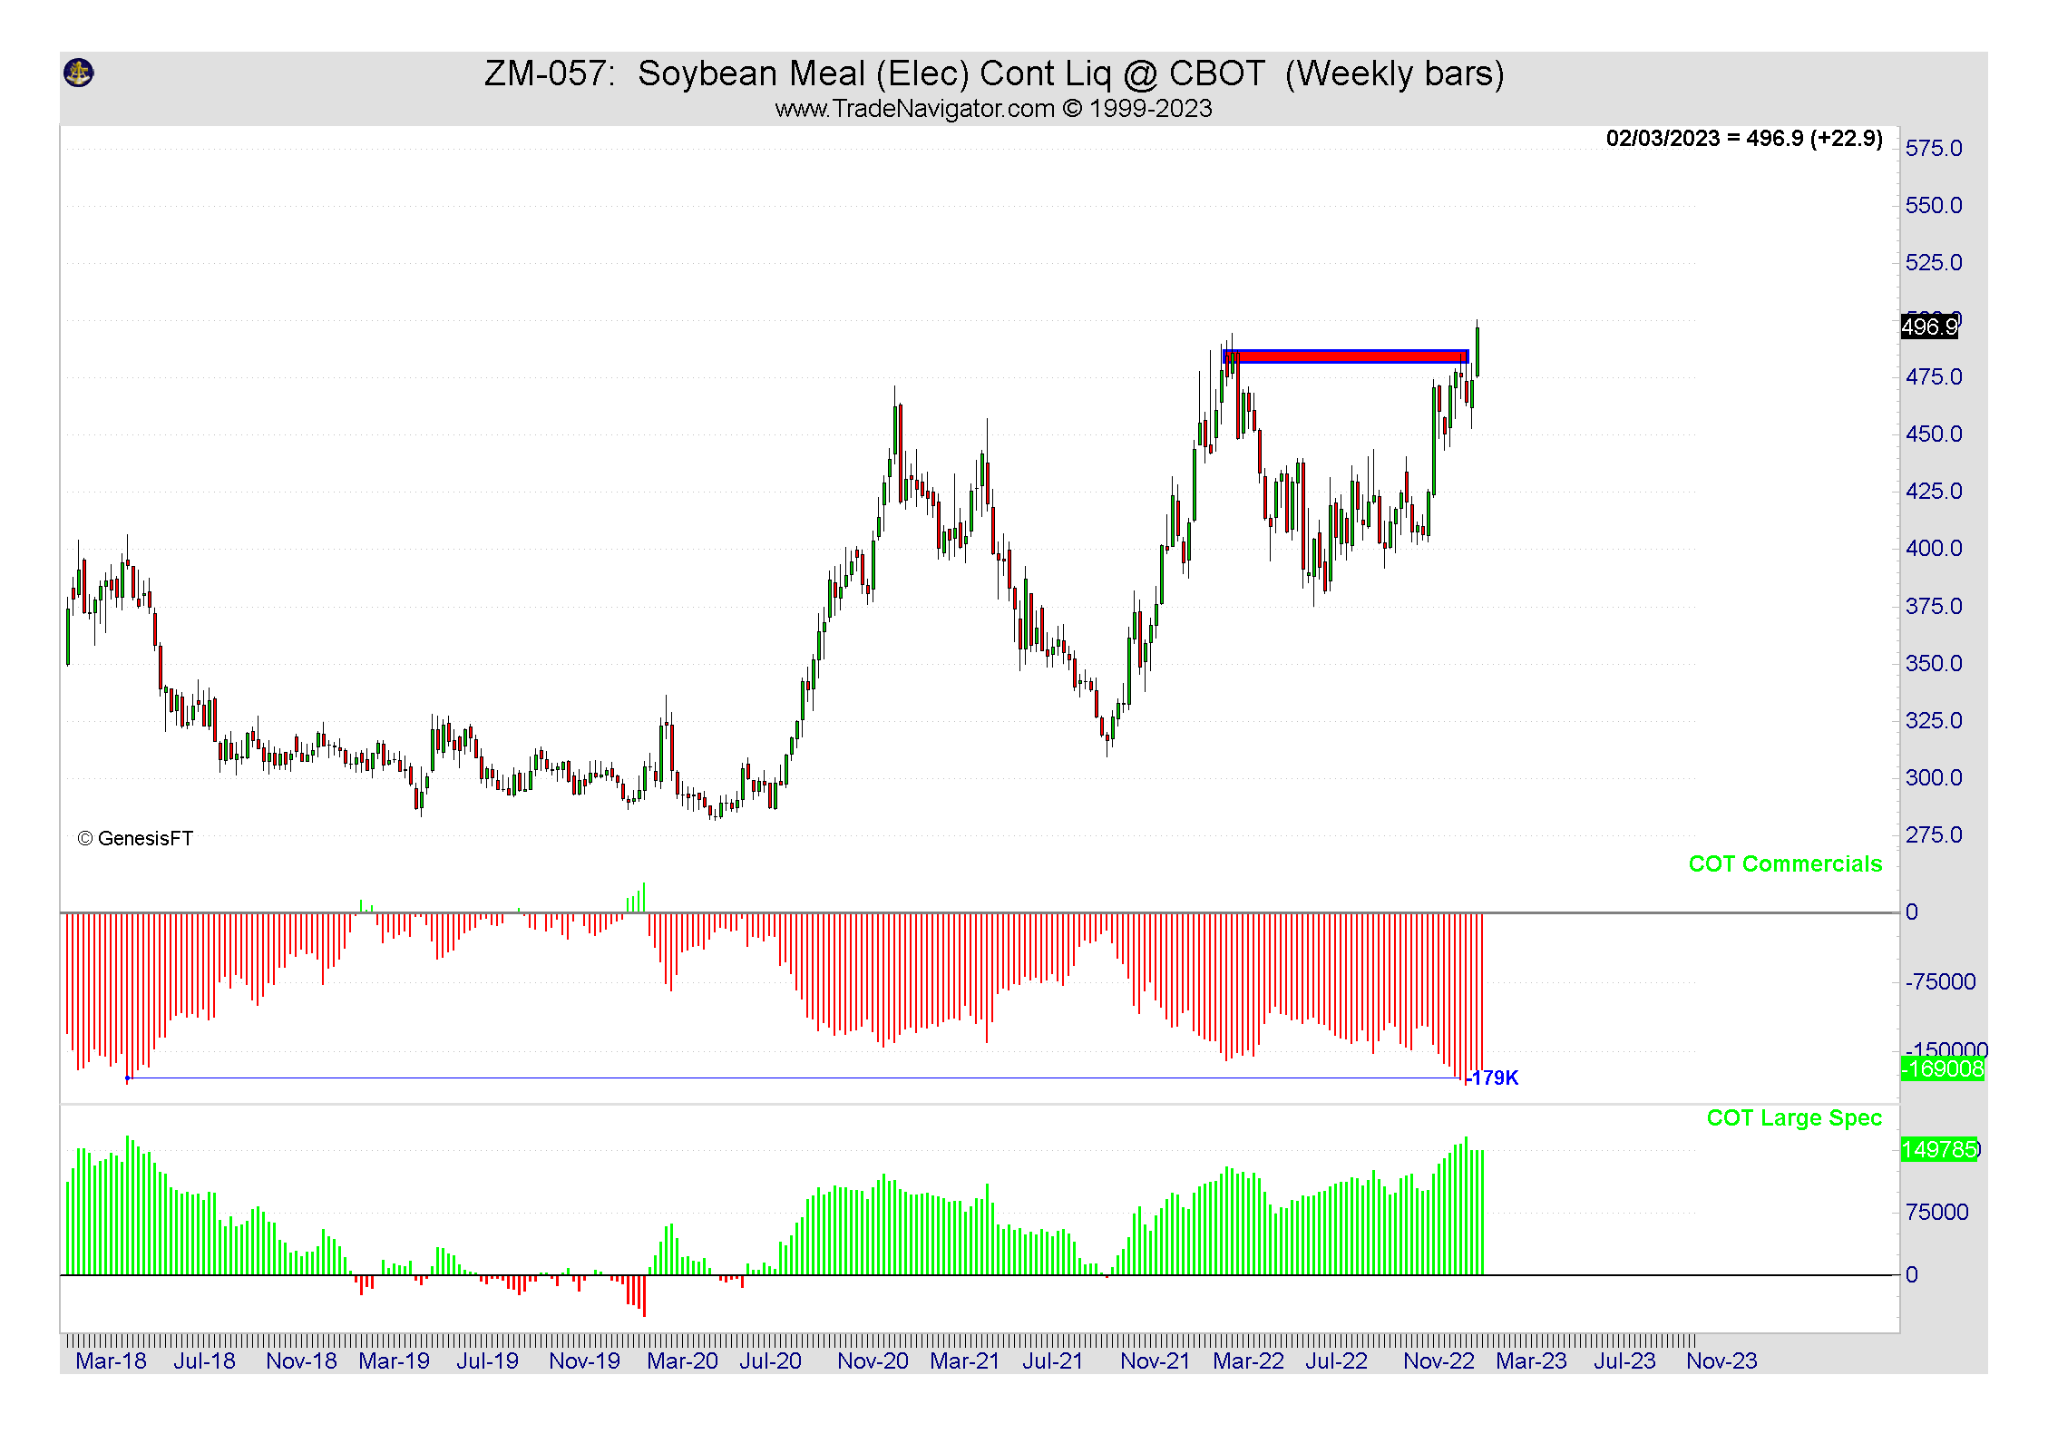 ZM-057: Soybean Meal (Elec) Cont Liq @ CBOT (Weekly bars)
www.TradeNavigator.com © 1999-2023
02/03/2023 = 496.9 (+22.9)
575.0
550.0
525.0
496.9
475.0
450.0
425.0
400.0
375.0
350.0
325.0
300.0
275.0
© GenesisFT
COT Commercials
0
-75000
-150000
-169008
-179K
COT Large Spec
149785
75000
0
Mar-18 Jul-18 Nov-18 Mar-19 Jul-19 Nov-19 Mar-20 Jul-20 Nov-20 Mar-21 Jul-21 Nov-21 Mar-22 Jul-22 Nov-22 Mar-23 Jul-23 Nov-23